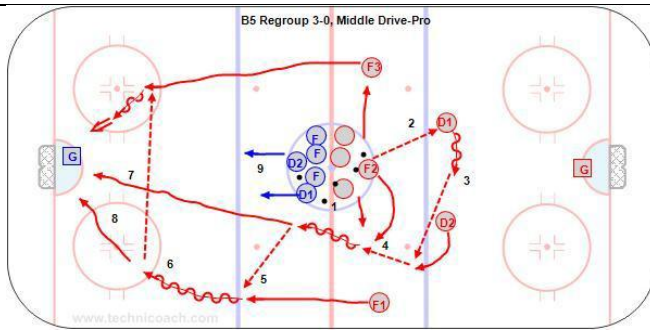 B5 Regroup 3-0, Middle Drive-Pro
F3
D1
2
F
F
D2
9
F2
G
G
3
7
F
D1
1
8
D2
4
6
5
F1
www.technicoach.com